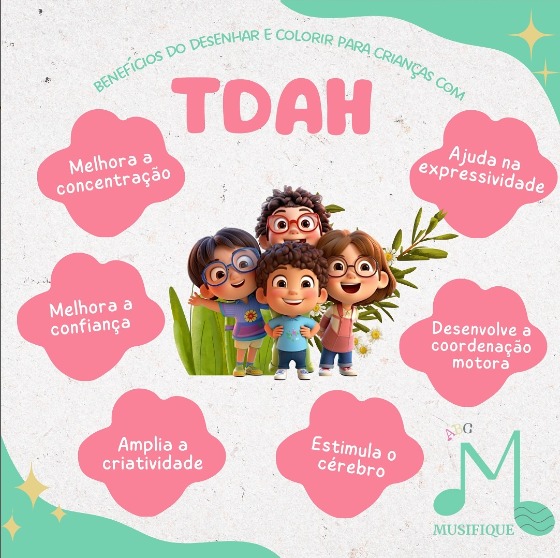 BENEFÍCIOS DO DESENHAR E COLORIR PARA CRIANÇAS COM
TDAH
Melhora a
concentração
Ajuda na
expressividade
Melhora a
confiança
Desenvolve a
coordenação
motora
Amplia a
criatividade
Estimula o
cérebro
ABC
M
MUSIFIQUE